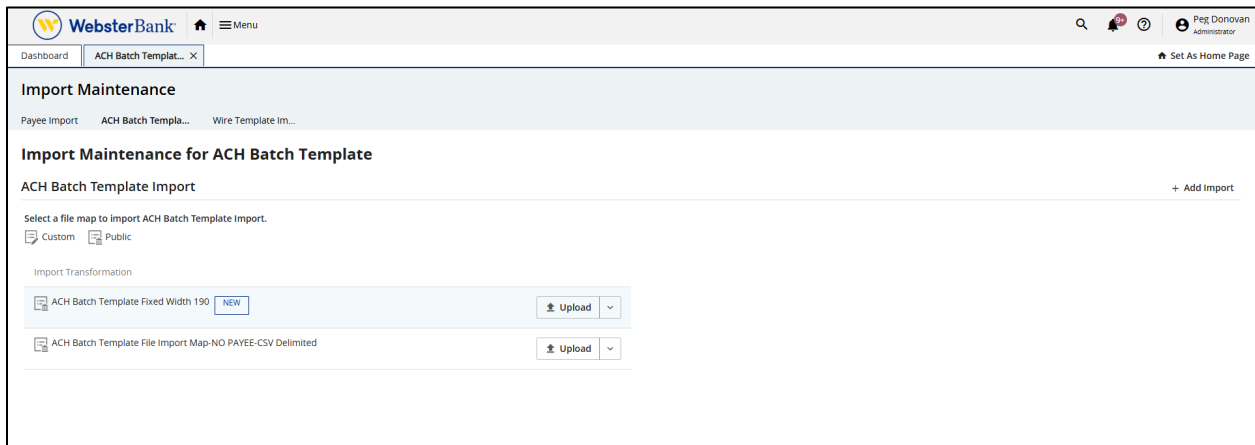 WebsterBank Menu 9+ Peg Donovan
Administrator
Dashboard ACH Batch Templat... Set As Home Page
Import Maintenance
Payee Import ACH Batch Templa... Wire Template Im...
Import Maintenance for ACH Batch Template
ACH Batch Template Import + Add Import
Select a file map to import ACH Batch Template Import.
Custom Public
Import Transformation
ACH Batch Template Fixed Width 190 NEW Upload
ACH Batch Template File Import Map-NO PAYEE-CSV Delimited Upload